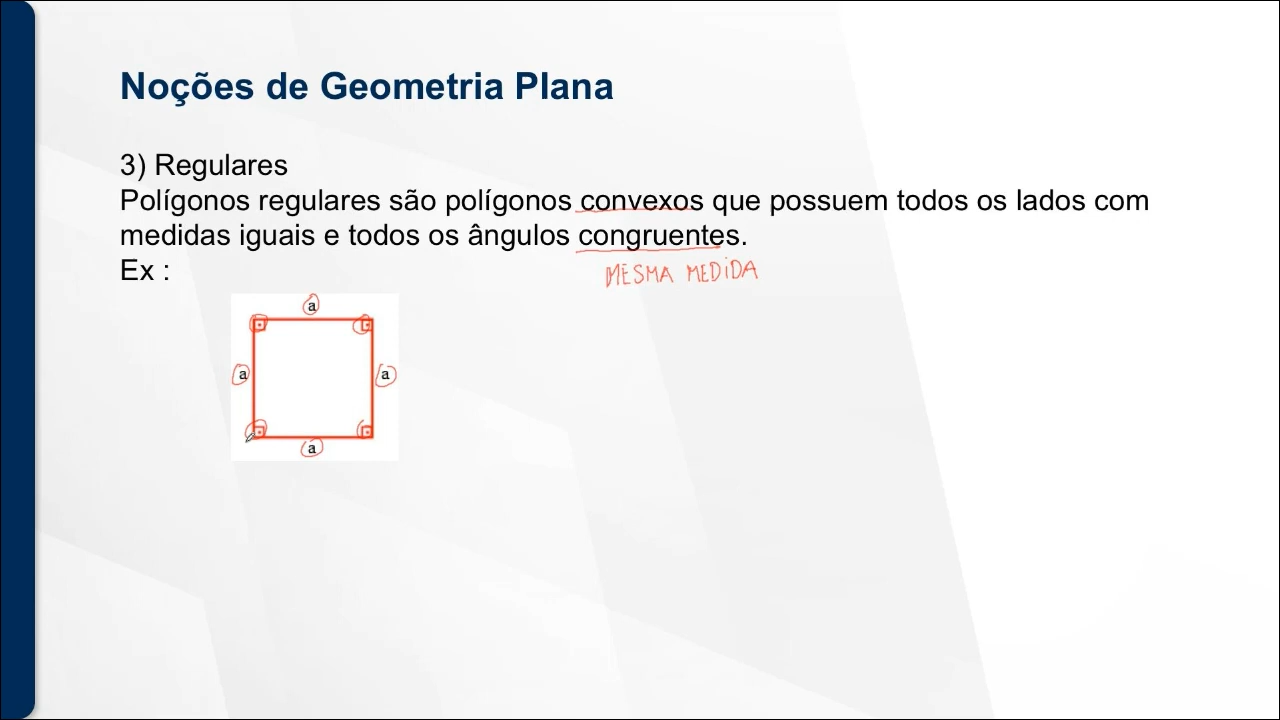 Noções de Geometria Plana
3) Regulares
Polígonos regulares são polígonos convexos que possuem todos os lados com
medidas iguais e todos os ângulos congruentes.
Ex :
MESMA MEDIDA
a
a
a
a